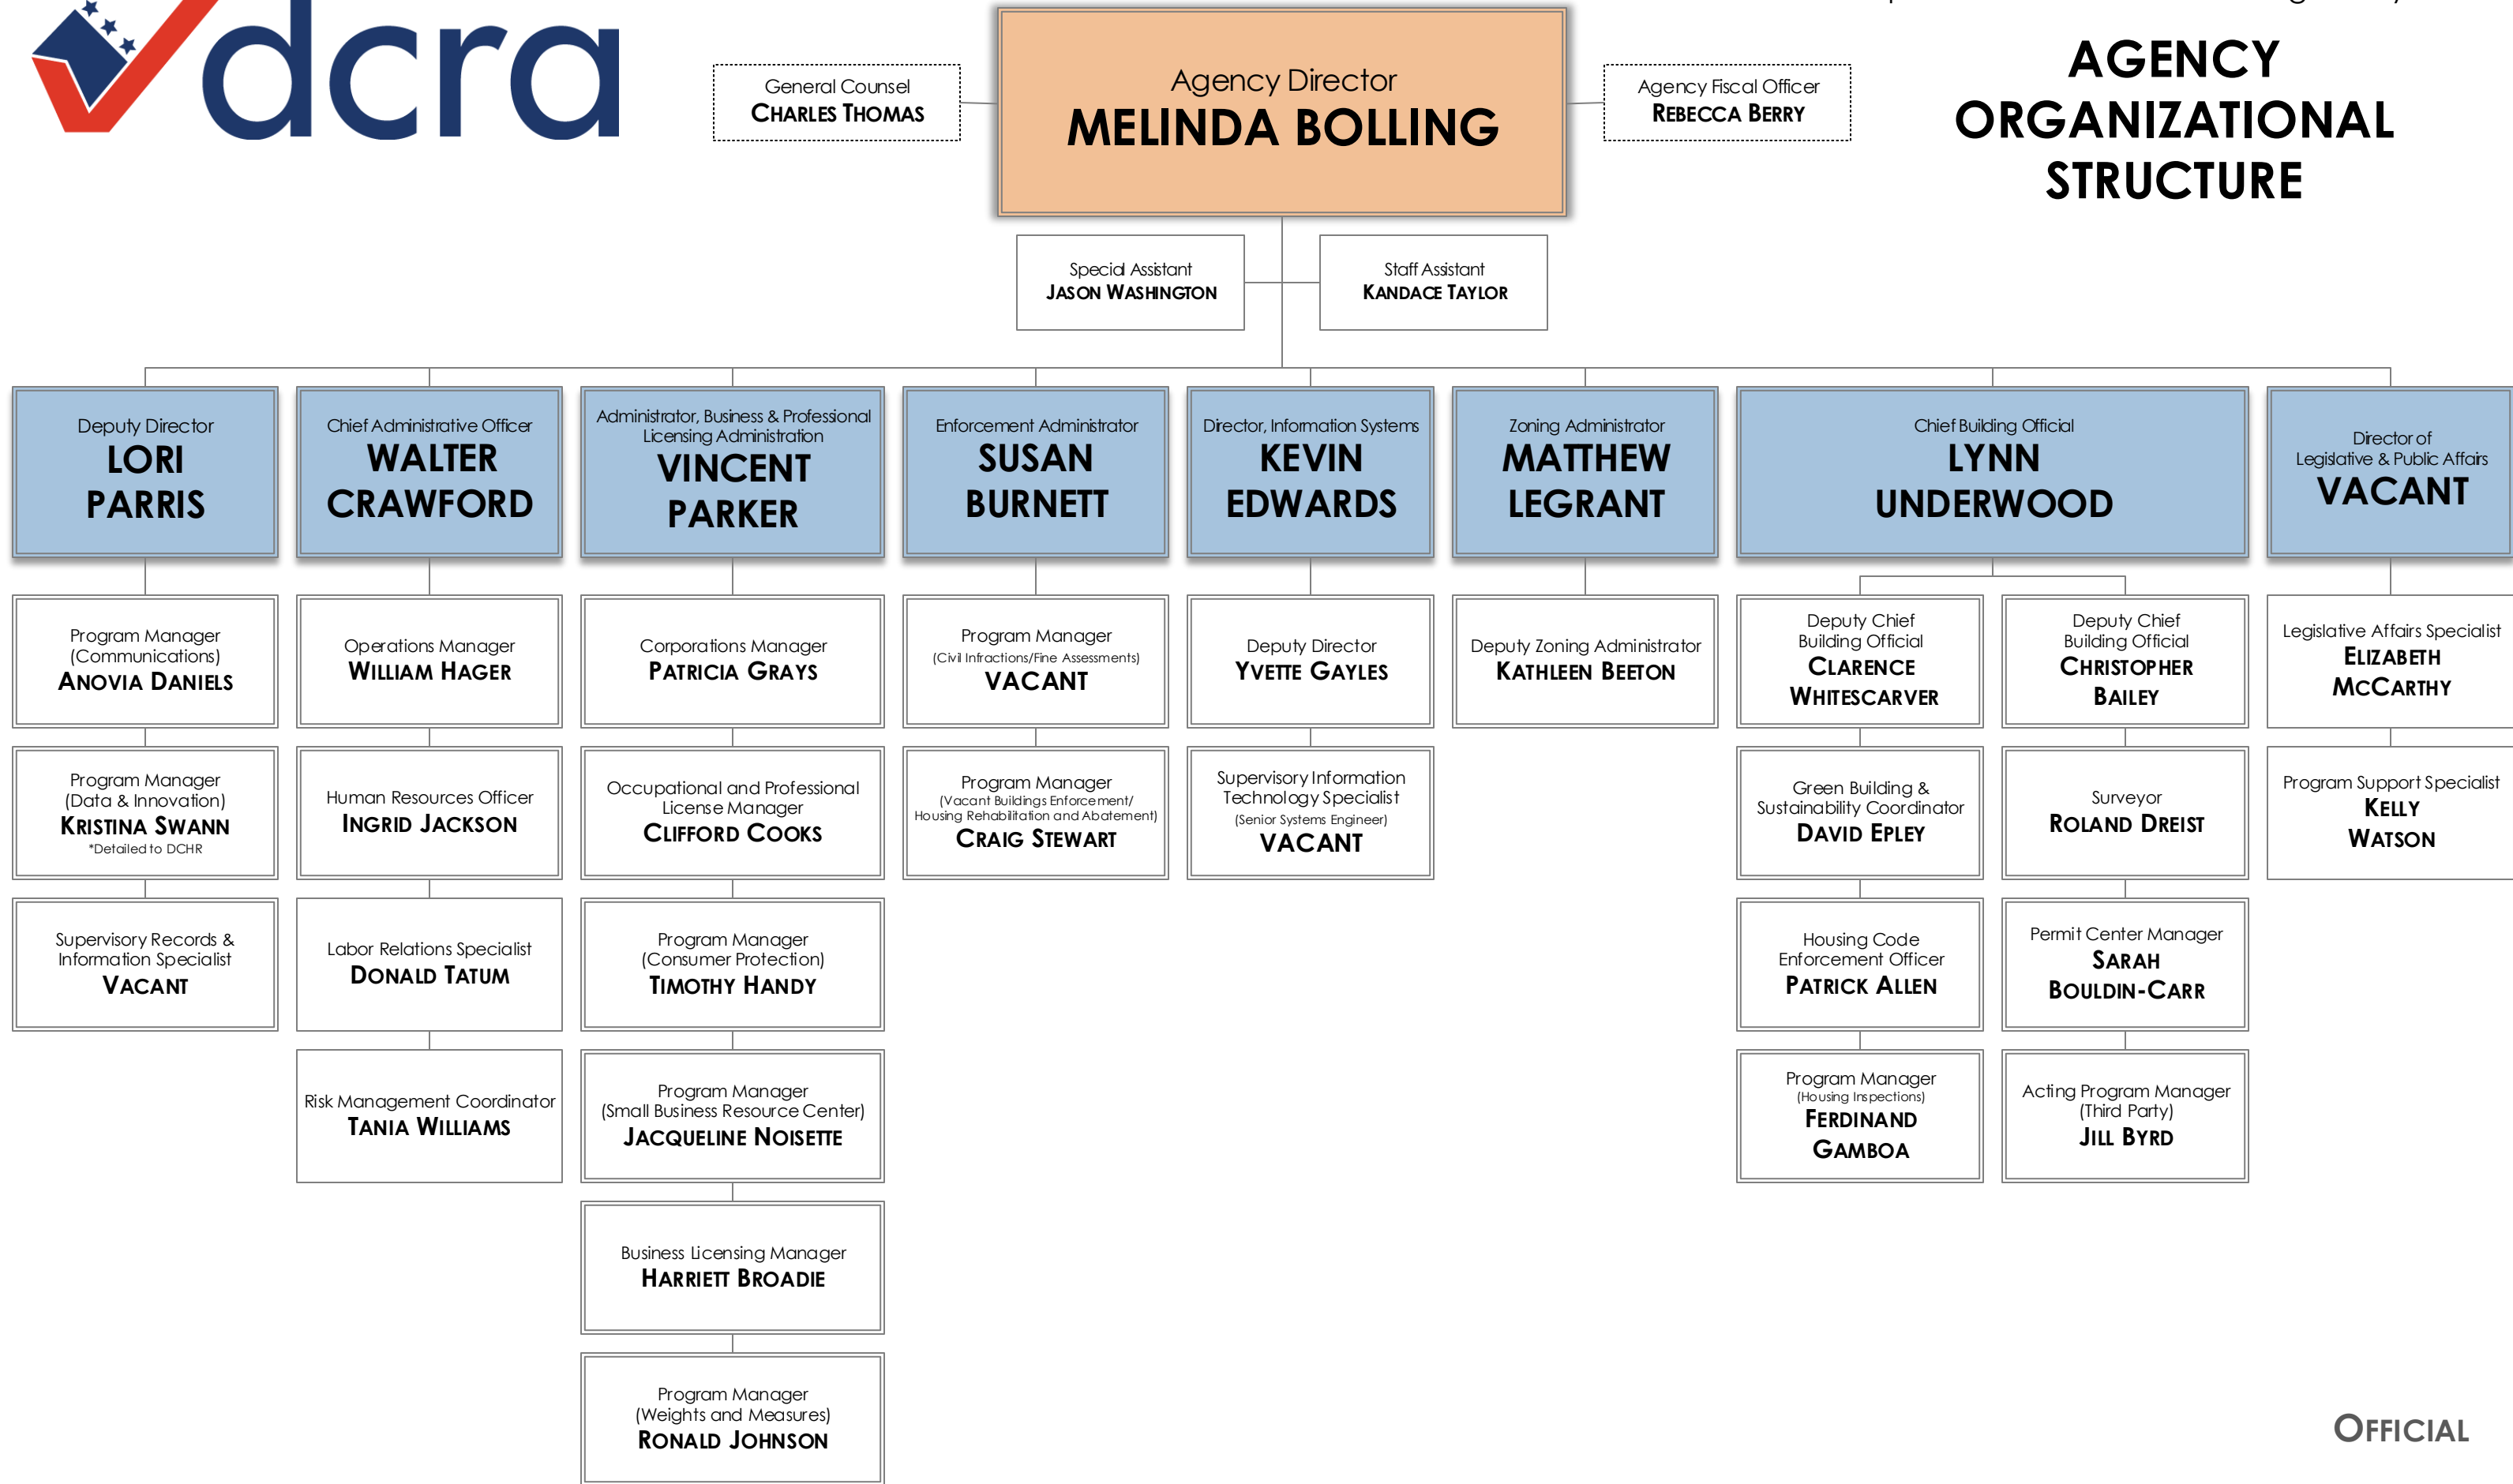 dcra
AGENCY
ORGANIZATIONAL
STRUCTURE
General Counsel
CHARLES THOMAS
Agency Director
MELINDA BOLLING
Agency Fiscal Officer
REBECCA BERRY
Special Assistant
JASON WASHINGTON
Staff Assistant
KANDACE TAYLOR
Deputy Director
LORI
PARRIS
Chief Administrative Officer
WALTER
CRAWFORD
Administrator, Business & Professional
Licensing Administration
VINCENT
PARKER
Enforcement Administrator
SUSAN
BURNETT
Director, Information Systems
KEVIN
EDWARDS
Zoning Administrator
MATTHEW
LEGRANT
Chief Building Official
LYNN
UNDERWOOD
Director of
Legislative & Public Affairs
VACANT
Program Manager
(Communications)
ANOVIA DANIELS
Operations Manager
WILLIAM HAGER
Corporations Manager
PATRICIA GRAYS
Program Manager
(Civil Infractions/Fine Assessments)
VACANT
Deputy Director
YVETTE GAYLES
Deputy Zoning Administrator
KATHLEEN BEETON
Deputy Chief
Building Official
CLARENCE
WHITESCARVER
Deputy Chief
Building Official
CHRISTOPHER
BAILEY
Legislative Affairs Specialist
ELIZABETH
MCCARTHY
Program Manager
(Data & Innovation)
KRISTINA SWANN
*Detailed to DCHR
Human Resources Officer
INGRID JACKSON
Occupational and Professional
License Manager
CLIFFORD COOKS
Program Manager
(Vacant Buildings Enforcement/
Housing Rehabilitation and Abatement)
CRAIG STEWART
Supervisory Information
Technology Specialist
(Senior Systems Engineer)
VACANT
Green Building &
Sustainability Coordinator
DAVID EPLEY
Surveyor
ROLAND DREIST
Program Support Specialist
KELLY
WATSON
Supervisory Records &
Information Specialist
VACANT
Labor Relations Specialist
DONALD TATUM
Program Manager
(Consumer Protection)
TIMOTHY HANDY
Housing Code
Enforcement Officer
PATRICK ALLEN
Permit Center Manager
SARAH
BOULDIN-CARR
Risk Management Coordinator
TANIA WILLIAMS
Program Manager
(Small Business Resource Center)
JACQUELINE NOISETTE
Program Manager
(Housing Inspections)
FERDINAND
GAMBOA
Acting Program Manager
(Third Party)
JILL BYRD
Business Licensing Manager
HARRIETT BROADIE
Program Manager
(Weights and Measures)
RONALD JOHNSON
OFFICIAL